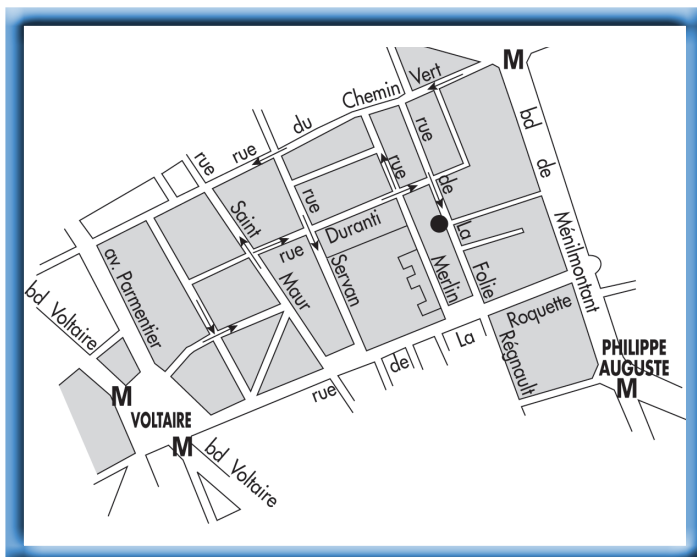 M
rue du Chemin Vert
rue
bd de Ménilmontant
rue Saint Maur
rue Servan
rue Duranti
rue Merlin
rue de La Folie Régnault
av. Parmentier
bd Voltaire
M
VOLTAIRE
M
bd Voltaire
rue de La Roquette
PHILIPPE
AUGUSTE
M